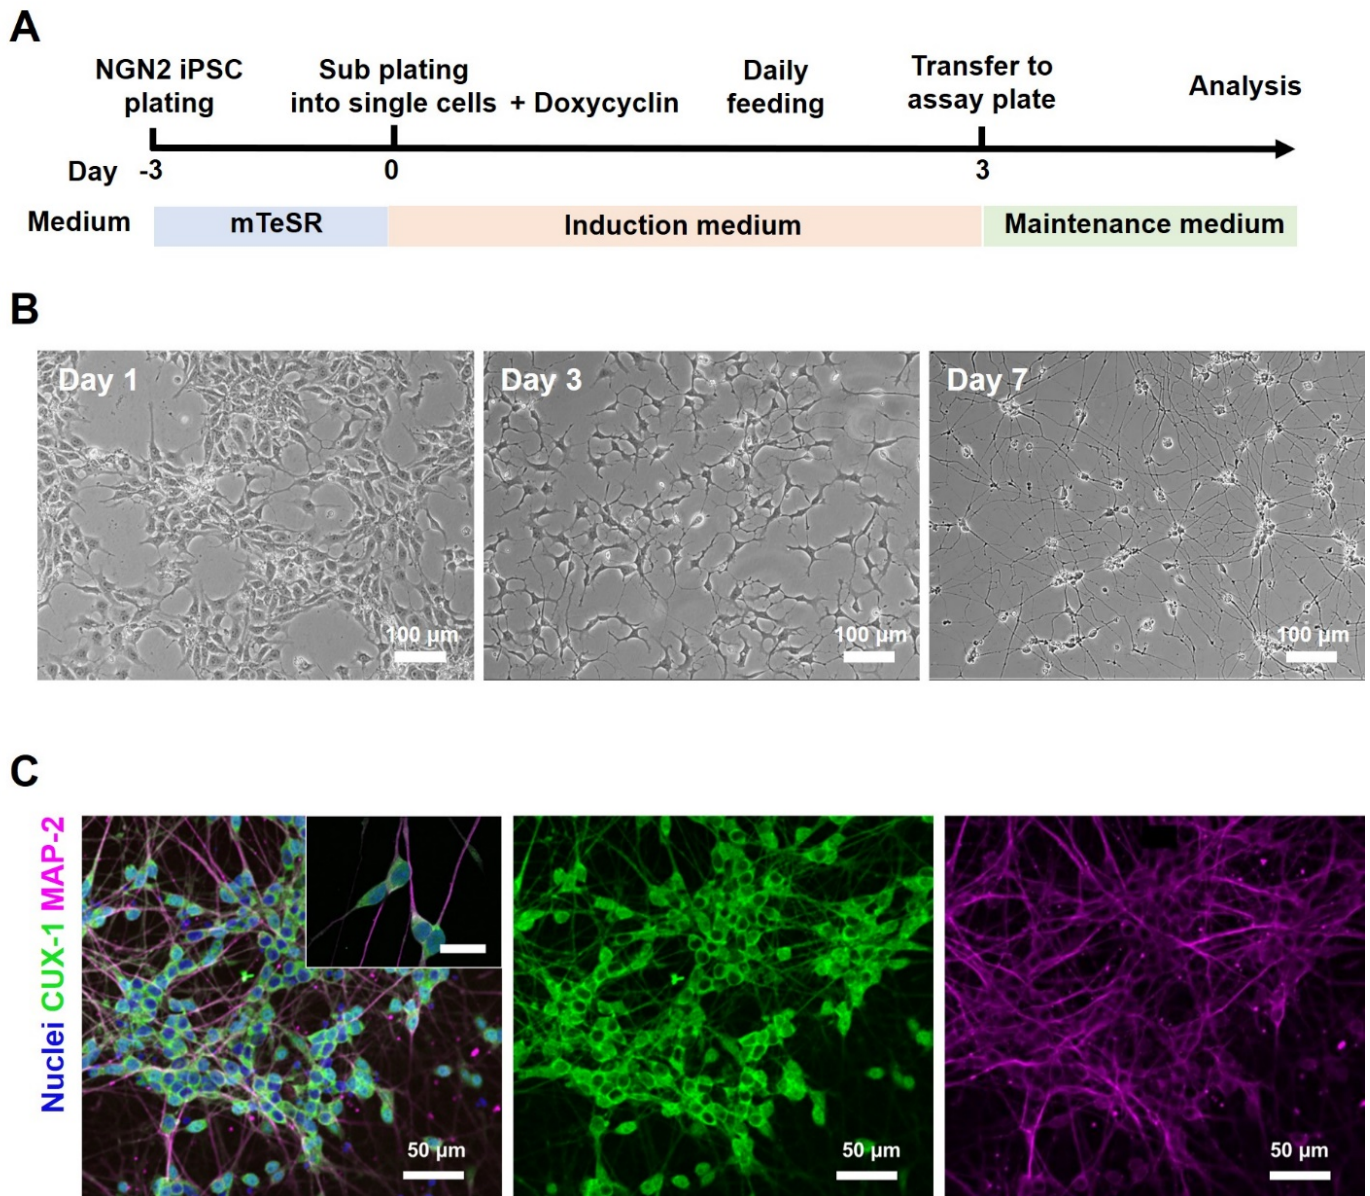 A
NGN2 iPSC
plating
Sub plating
into single cells
+ Doxycyclin
Daily
feeding
Transfer to
assay plate
Analysis
Day
-3
0
3
Medium
mTeSR
Induction medium
Maintenance medium
B
Day 1
100 µm
Day 3
100 µm
Day 7
100 µm
C
Nuclei CUX-1 MAP-2
50 µm
50 µm
50 µm